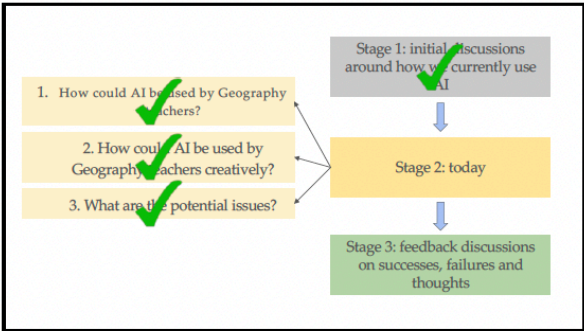 Stage 1: initial discussions
around how we currently use
AI
1. How could AI be used by Geography
teachers?
2. How could AI be used by
Geography teachers creatively?
3. What are the potential issues?
Stage 2: today
Stage 3: feedback discussions
on successes, failures and
thoughts